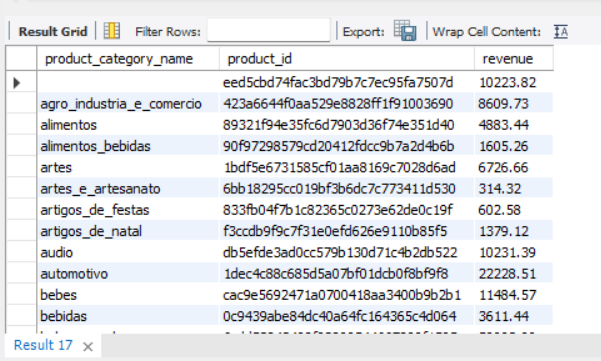 Result Grid Filter Rows: Export: Wrap Cell Content: IA
product_category_name product_id revenue
eed5cbd74fac3bd79b7c7ec95fa7507d 10223.82
agro_industria_e_comercio 423a6644f0aa529e8828ff1f91003690 8609.73
alimentos 89321f94e35fc6d7903d36f74e351d40 4883.44
alimentos_bebidas 90f97298579cd20412fdcc9b7a2d4b6b 1605.26
artes 1bdf5e6731585cf01aa8169c7028d6ad 6726.66
artes_e_artesanato 6bb18295cc019bf3b6dc7c773411d530 314.32
artigos_de_festas 833fb04f7b1c82365c0273e62de0c19f 602.58
artigos_de_natal f3ccdb9f9c7f31e0efd626e9110b85f5 1379.12
audio db5efde3ad0cc579b130d71c4b2db522 10231.39
automotivo 1dec4c88c685d5a07bf01dcb0f8bf9f8 22228.51
bebes cac9e5692471a0700418aa3400b9b2b1 11484.57
bebidas 0c9439abe84dc40a64fc164365c4d064 3611.44
Result 17